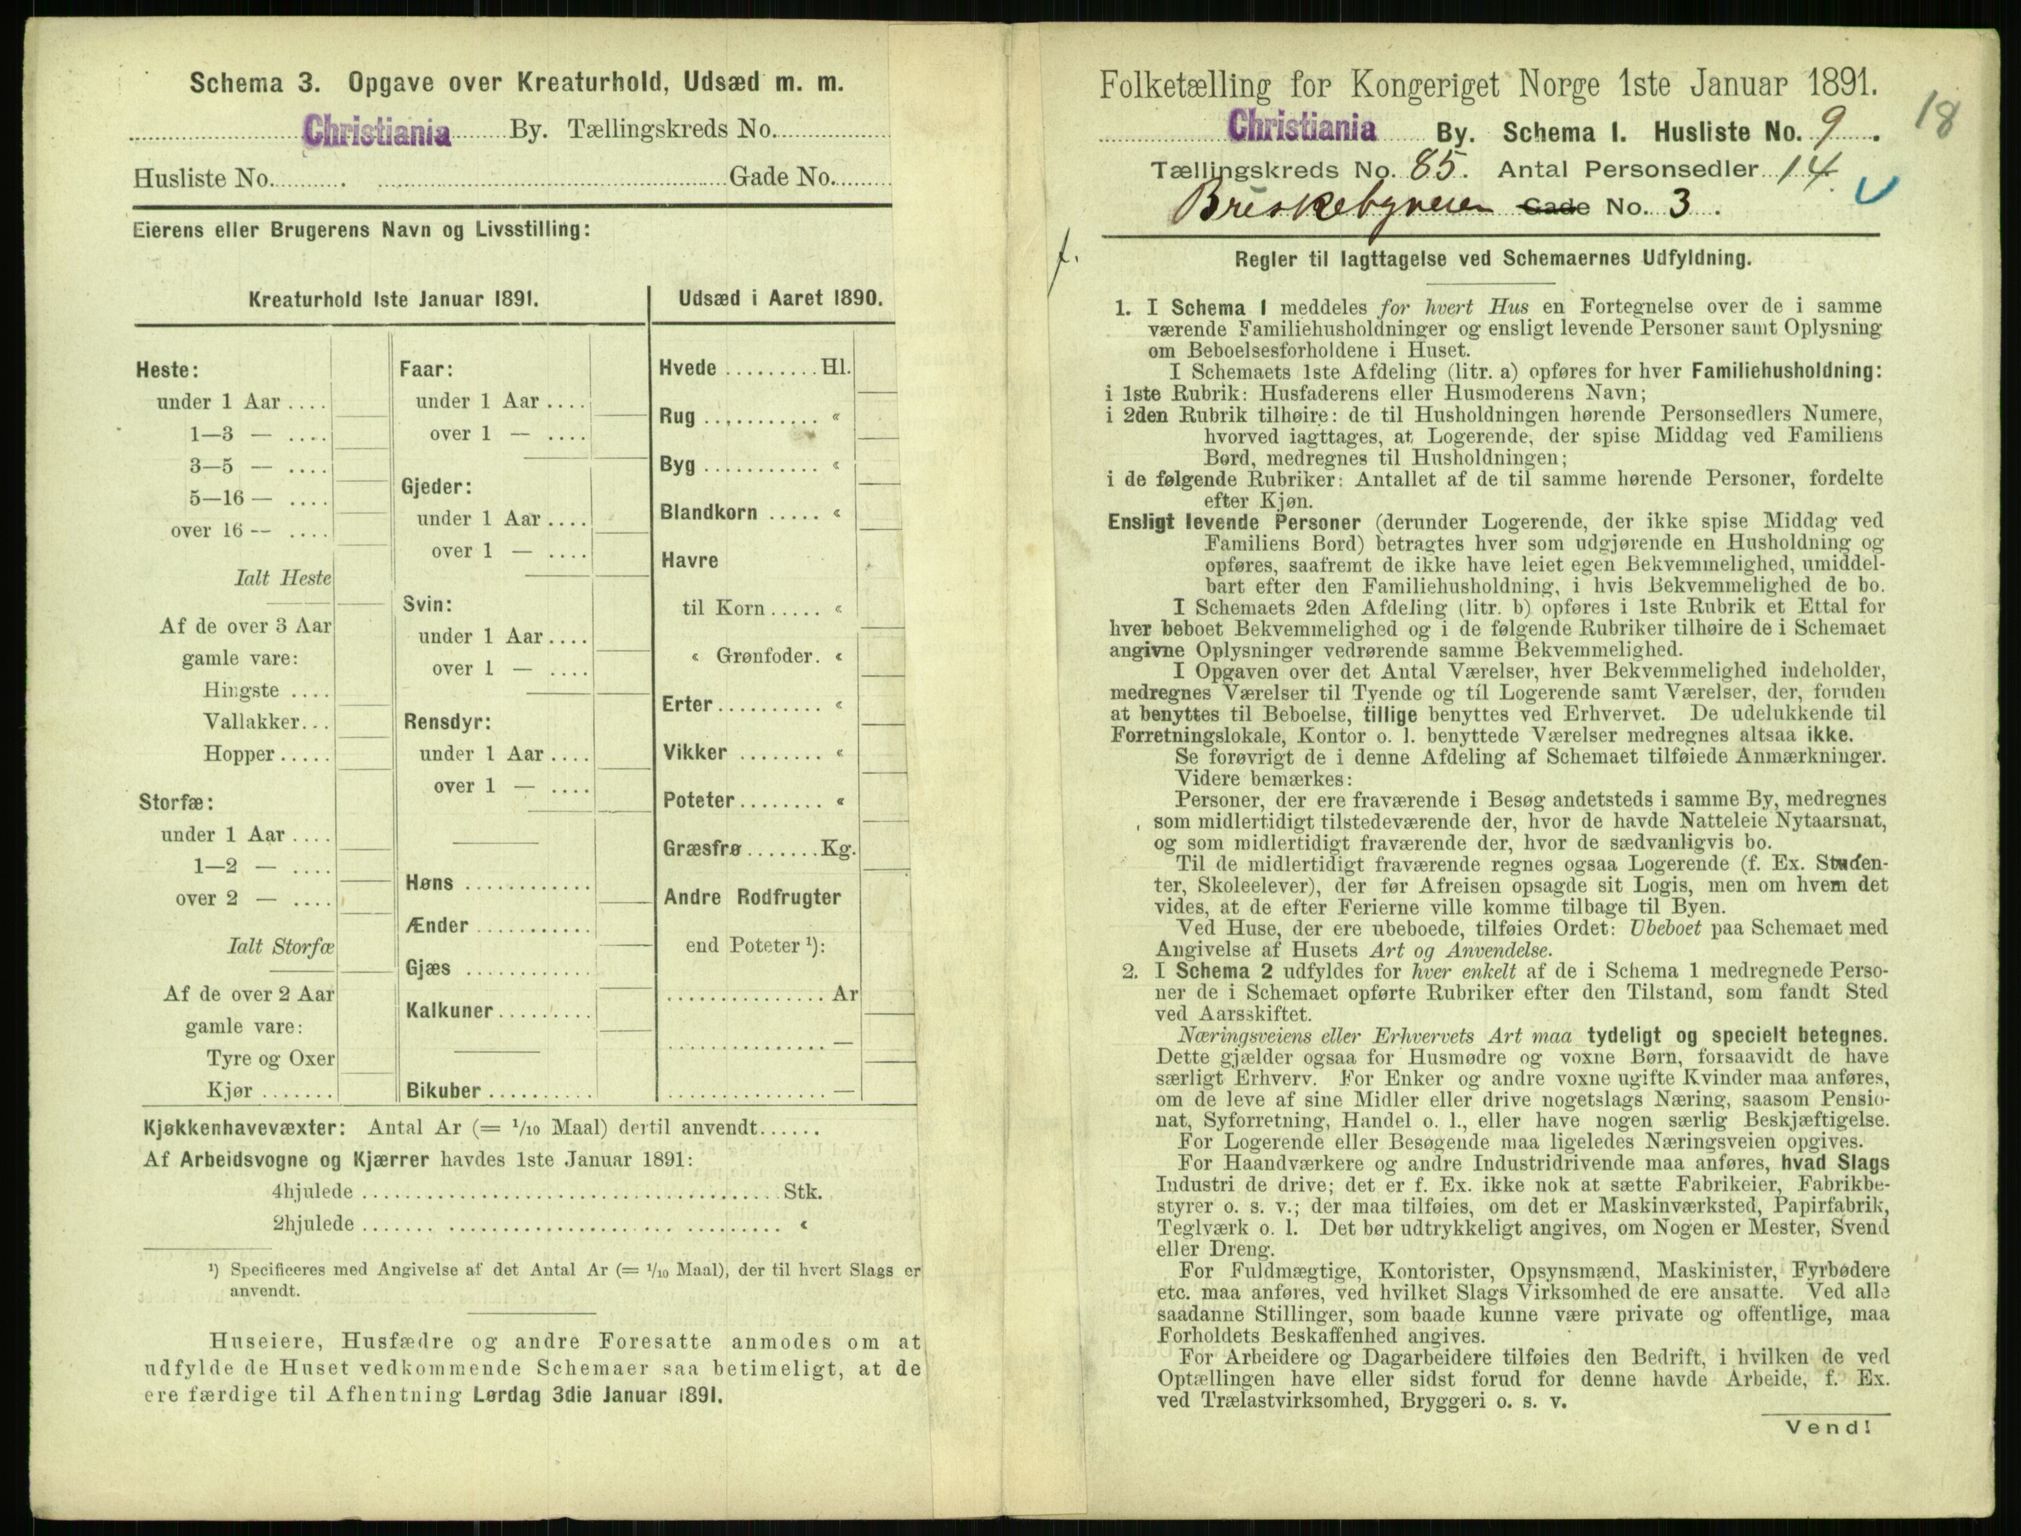 Schema 3. Opgave over Kreaturhold, Udsæd m. m.
Christiania By. Tællingskreds No.
Husliste No. Gade No.
Eierens eller Brugerens Navn og Livsstilling:
Kreaturhold 1ste Januar 1891.
Heste:
under 1 Aar ....
1—3 — ....
3—5 — ....
5—16 — ....
over 16 — ....
Ialt Heste
Af de over 3 Aar
gamle vare:
Hingste ....
Vallakker...
Hopper.....
Storfæ:
under 1 Aar ....
1—2 — ....
over 2 — ....
Ialt Storfæ
Af de over 2 Aar
gamle vare:
Tyre og Oxer
Kjør .......
Faar:
under 1 Aar ....
over 1 — ....
Gjeder:
under 1 Aar ....
over 1 — ....
Svin:
under 1 Aar ....
over 1 — ....
Rensdyr:
under 1 Aar ....
over 1 — ....
Høns ............
Ænder ...........
Gjæs ............
Kalkuner.........
Bikuber ..........
Udsæd i Aaret 1890.
Hvede ......... Hl.
Rug ........... «
Byg ........... «
Blandkorn ..... «
Havre
til Korn ..... «
« Grønfoder. «
Erter.......... «
Vikker ........ «
Poteter........ «
Græsfrø.......Kg.
Andre Rodfrugter
end Poteter ¹):
............... Ar
............... —
............... —
Kjøkkenhavevæxter: Antal Ar (= 1/10 Maal) dertil anvendt......
Af Arbeidsvogne og Kjærrer havdes 1ste Januar 1891:
4hjulede ........................................ Stk.
2hjulede ........................................ «
¹) Specificeres med Angivelse af det Antal Ar (= 1/10 Maal), der til hvert Slags er
anvendt.
Huseiere, Husfædre og andre Foresatte anmodes om at
udfylde de Huset vedkommende Schemaer saa betimeligt, at de
ere færdige til Afhentning Lørdag 3die Januar 1891.
Folketælling for Kongeriget Norge 1ste Januar 1891.
18
Christiania By. Schema 1. Husliste No. 9.
Tællingskreds No. 85. Antal Personsedler 14.
Briskebyveien Gade No. 3.
f.
Regler til Iagttagelse ved Schemaernes Udfyldning.
1. I Schema 1 meddeles for hvert Hus en Fortegnelse over de i samme
værende Familiehusholdninger og ensligt levende Personer samt Oplysning
om Beboelsesforholdene i Huset.
I Schemaets 1ste Afdeling (litr. a) opføres for hver Familiehusholdning:
i 1ste Rubrik: Husfaderens eller Husmoderens Navn;
i 2den Rubrik tilhøire: de til Husholdningen hørende Personsedlers Numere,
hvorved iagttages, at Logerende, der spise Middag ved Familiens
Bord, medregnes til Husholdningen;
i de følgende Rubriker: Antallet af de til samme hørende Personer, fordelte
efter Kjøn.
Ensligt levende Personer (derunder Logerende, der ikke spise Middag ved
Familiens Bord) betragtes hver som udgjørende en Husholdning og
opføres, saafremt de ikke have leiet egen Bekvemmelighed, umiddel-
bart efter den Familiehusholdning, i hvis Bekvemmelighed de bo.
I Schemaets 2den Afdeling (litr. b) opføres i 1ste Rubrik et Ettal for
hver beboet Bekvemmelighed og i de følgende Rubriker tilhøire de i Schemaet
angivne Oplysninger vedrørende samme Bekvemmelighed.
I Opgaven over det Antal Værelser, hver Bekvemmelighed indeholder,
medregnes Værelser til Tyende og til Logerende samt Værelser, der, foruden
at benyttes til Beboelse, tillige benyttes ved Erhvervet. De udelukkende til
Forretningslokale, Kontor o. l. benyttede Værelser medregnes altsaa ikke.
Se forøvrigt de i denne Afdeling af Schemaet tilføiede Anmærkninger.
Videre bemærkes:
Personer, der ere fraværende i Besøg andetsteds i samme By, medregnes
som midlertidigt tilstedeværende der, hvor de havde Natteleie Nytaarsnat,
og som midlertidigt fraværende der, hvor de sædvanligvis bo.
Til de midlertidigt fraværende regnes ogsaa Logerende (f. Ex. Studen-
ter, Skoleelever), der før Afreisen opsagde sit Logis, men om hvem det
vides, at de efter Ferierne ville komme tilbage til Byen.
Ved Huse, der ere ubeboede, tilføies Ordet: Ubeboet paa Schemaet med
Angivelse af Husets Art og Anvendelse.
2. I Schema 2 udfyldes for hver enkelt af de i Schema 1 medregnede Perso-
ner de i Schemaet opførte Rubriker efter den Tilstand, som fandt Sted
ved Aarsskiftet.
Næringsveiens eller Erhvervets Art maa tydeligt og specielt betegnes.
Dette gjælder ogsaa for Husmødre og voxne Børn, forsaavidt de have
særligt Erhverv. For Enker og andre voxne ugifte Kvinder maa anføres,
om de leve af sine Midler eller drive nogetslags Næring, saasom Pensio-
nat, Syforretning, Handel o. l., eller have nogen særlig Beskjæftigelse.
For Logerende eller Besøgende maa ligeledes Næringsveien opgives.
For Haandværkere og andre Industridrivende maa anføres, hvad Slags
Industri de drive; det er f. Ex. ikke nok at sætte Fabrikeier, Fabrikbe-
styrer o. s. v.; der maa tilføies, om det er Maskinværksted, Papirfabrik,
Teglværk o. l. Det bør udtrykkeligt angives, om Nogen er Mester, Svend
eller Dreng.
For Fuldmægtige, Kontorister, Opsynsmænd, Maskinister, Fyrbødere
etc. maa anføres, ved hvilket Slags Virksomhed de ere ansatte. Ved alle
saadanne Stillinger, som baade kunne være private og offentlige, maa
Forholdets Beskaffenhed angives.
For Arbeidere og Dagarbeidere tilføies den Bedrift, i hvilken de ved
Optællingen have eller sidst forud for denne havde Arbeide, f. Ex.
ved Trælastvirksomhed, Bryggeri o. s. v.
Vend!